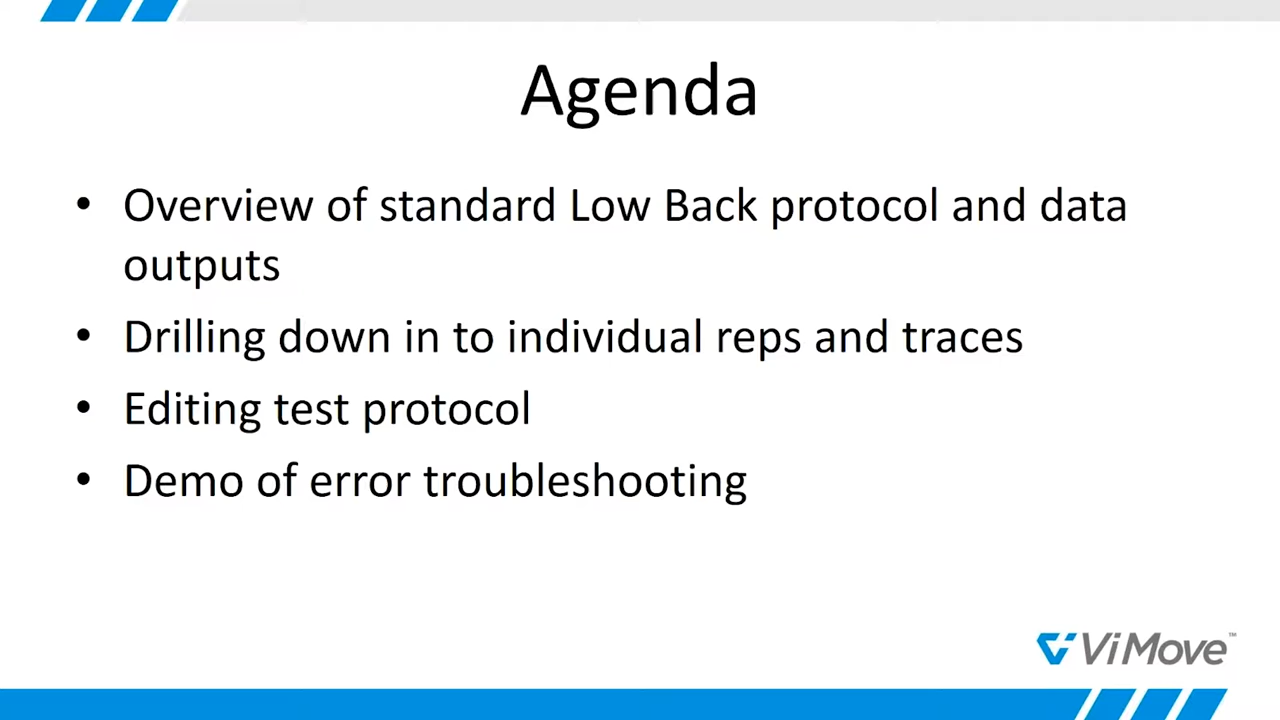 Agenda
• Overview of standard Low Back protocol and data
outputs
• Drilling down in to individual reps and traces
• Editing test protocol
• Demo of error troubleshooting
ViMove™